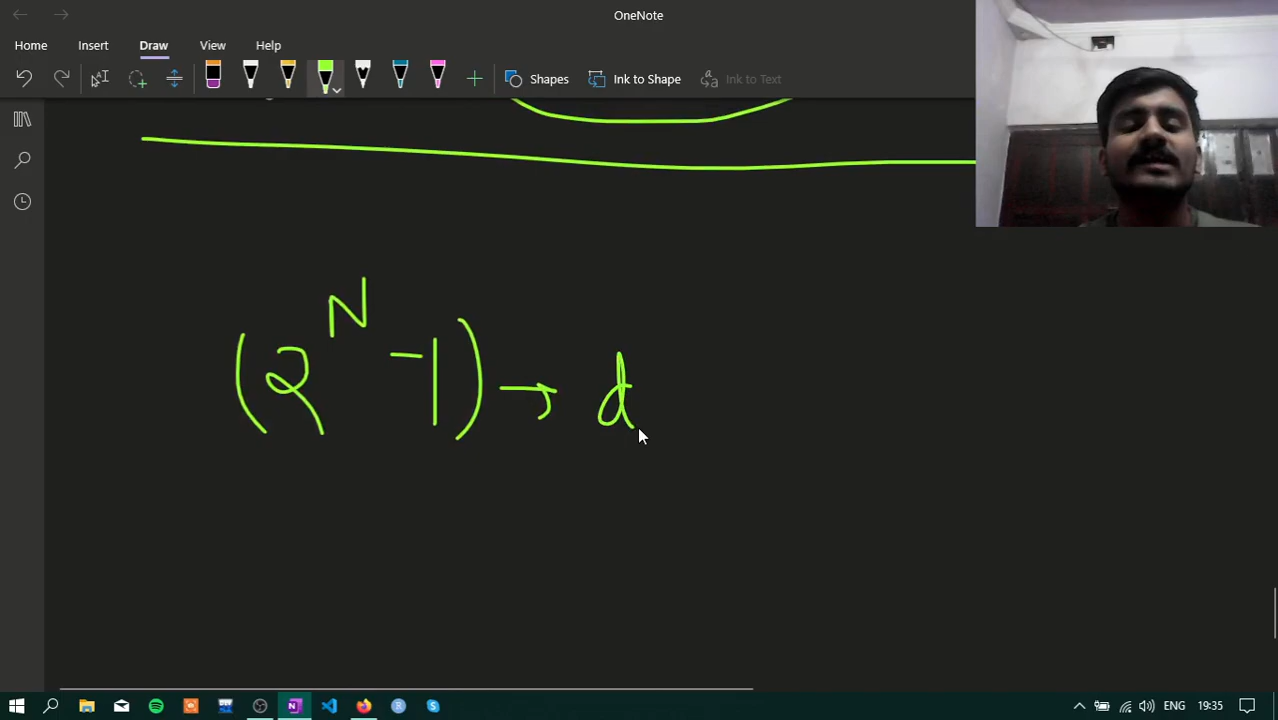 OneNote
Home Insert Draw View Help
Shapes Ink to Shape Ink to Text
(2^N -1) → d
ENG 19:35